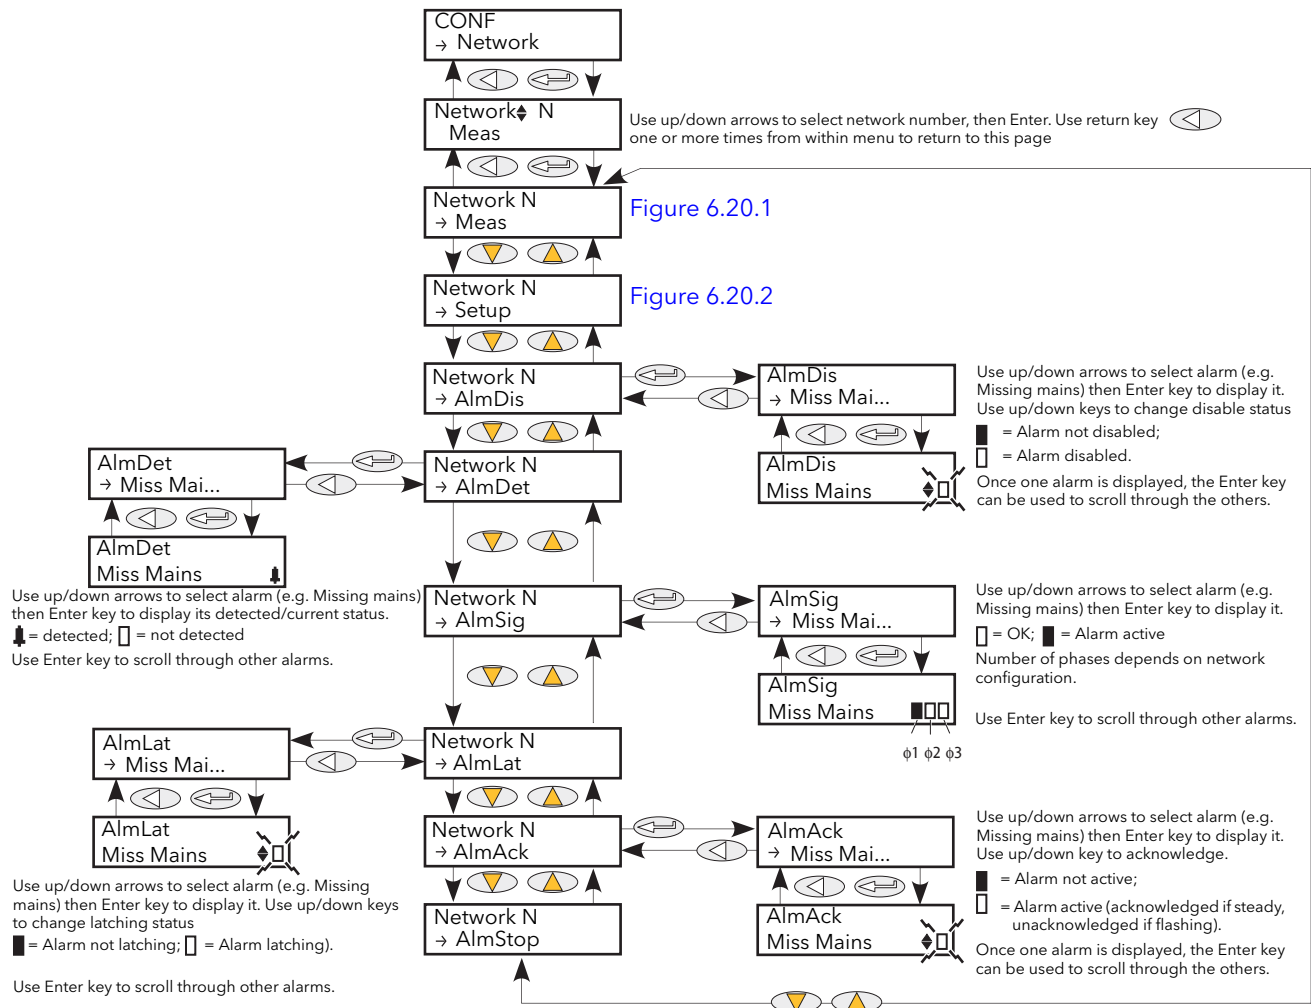 CONF
→ Network
Network N
Meas
Use up/down arrows to select network number, then Enter. Use return key
one or more times from within menu to return to this page
Network N
→ Meas
Figure 6.20.1
Network N
→ Setup
Figure 6.20.2
Network N
→ AlmDis
AlmDis
→ Miss Mai...
AlmDis
Miss Mains
Use up/down arrows to select alarm (e.g.
Missing mains) then Enter key to display it.
Use up/down keys to change disable status
= Alarm not disabled;
= Alarm disabled.
Once one alarm is displayed, the Enter key
can be used to scroll through the others.
Network N
→ AlmDet
AlmDet
→ Miss Mai...
AlmDet
Miss Mains
Use up/down arrows to select alarm (e.g. Missing mains)
then Enter key to display its detected/current status.
= detected; = not detected
Use Enter key to scroll through other alarms.
Network N
→ AlmSig
AlmSig
→ Miss Mai...
AlmSig
Miss Mains
ϕ1 ϕ2 ϕ3
Use up/down arrows to select alarm (e.g.
Missing mains) then Enter key to display it.
= OK; = Alarm active
Number of phases depends on network
configuration.
Use Enter key to scroll through other alarms.
Network N
→ AlmLat
AlmLat
→ Miss Mai...
AlmLat
Miss Mains
Use up/down arrows to select alarm (e.g. Missing
mains) then Enter key to display it. Use up/down keys
to change latching status
= Alarm not latching; = Alarm latching).
Use Enter key to scroll through other alarms.
Network N
→ AlmAck
AlmAck
→ Miss Mai...
AlmAck
Miss Mains
Use up/down arrows to select alarm (e.g.
Missing mains) then Enter key to display it.
Use up/down key to acknowledge.
= Alarm not active;
= Alarm active (acknowledged if steady,
unacknowledged if flashing).
Once one alarm is displayed, the Enter key
can be used to scroll through the others.
Network N
→ AlmStop